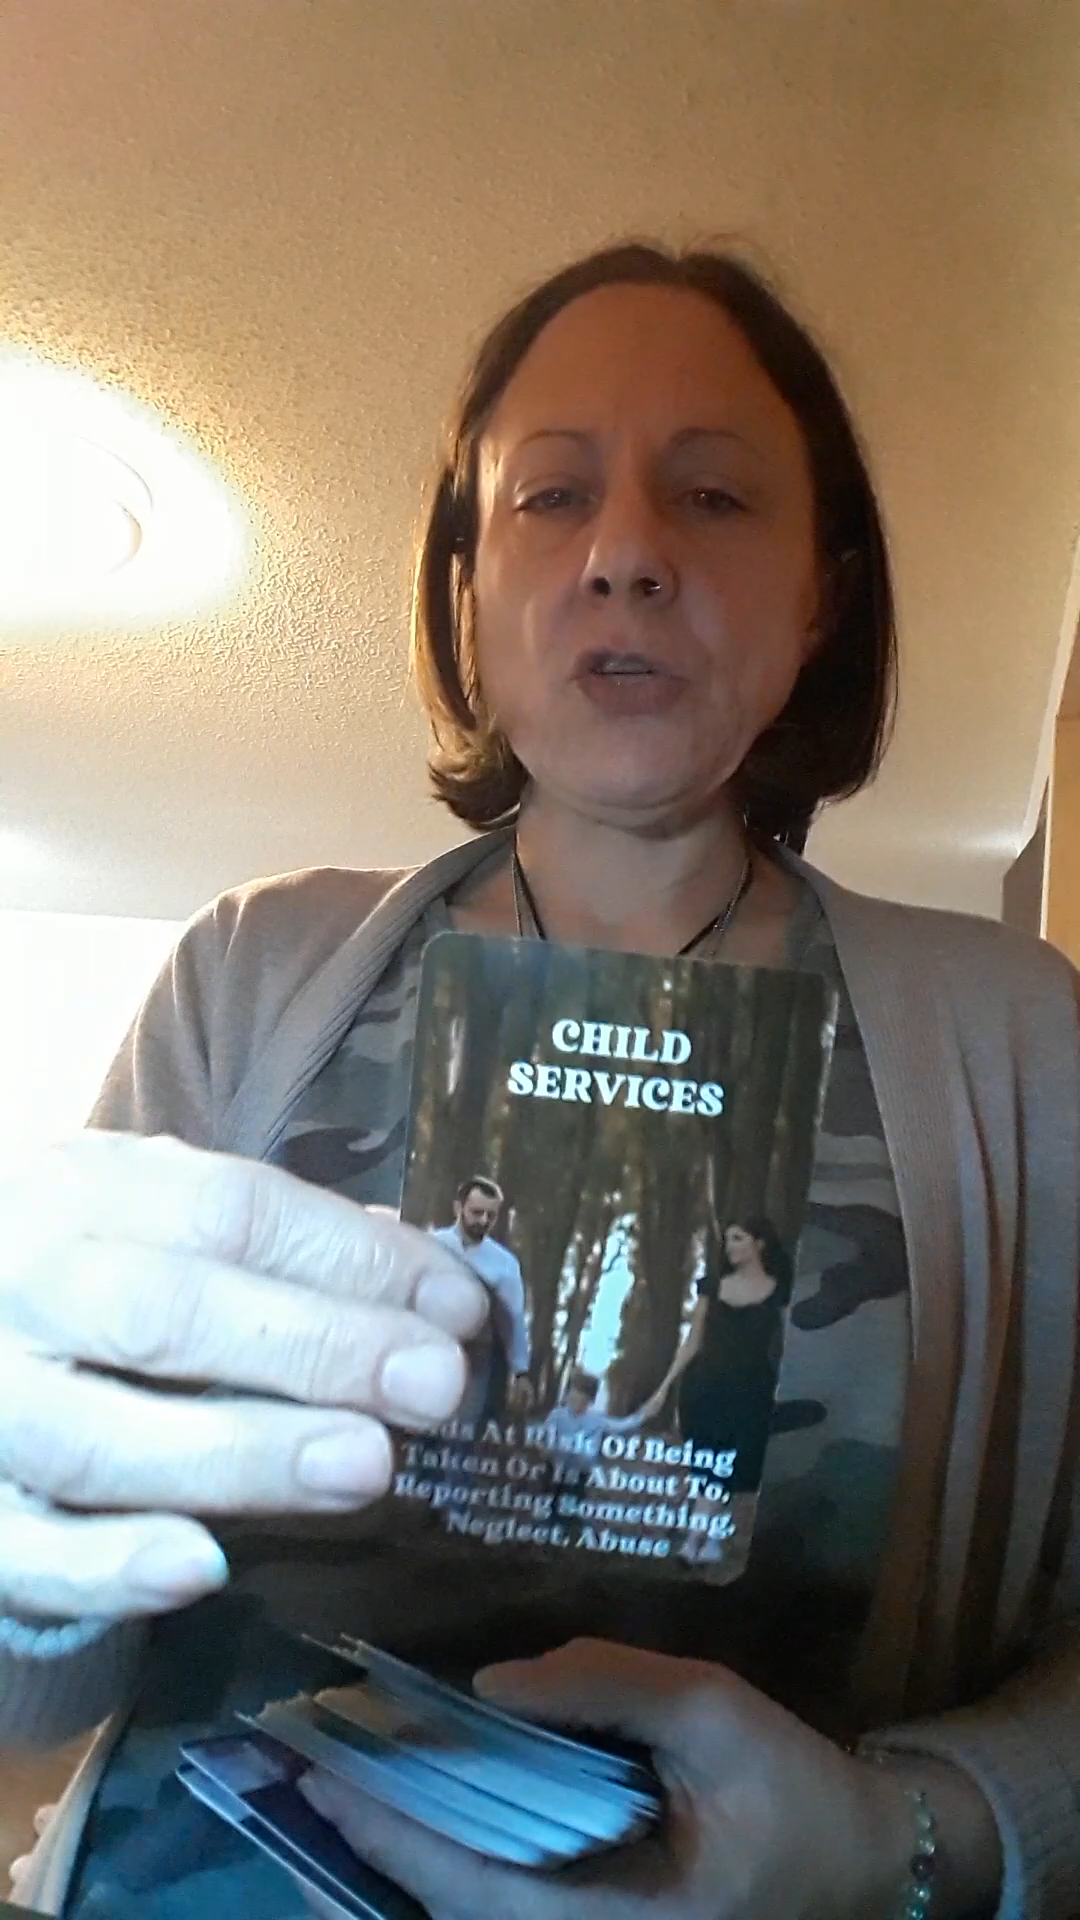 CHILD
SERVICES
At Risk Of Being
Taken Or Is About To,
Reporting Something,
Neglect, Abuse